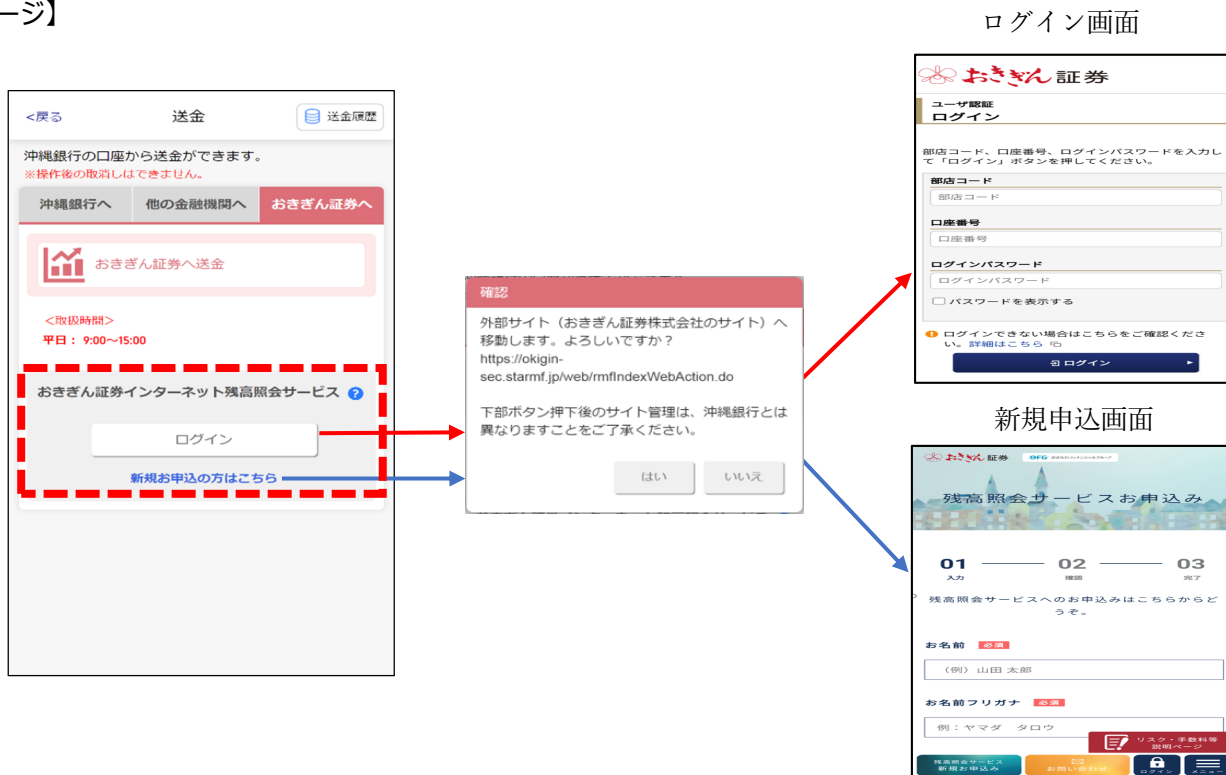 ージ】
<戻る
送金
送金履歴
沖縄銀行の口座から送金ができます。
※操作後の取消しはできません。
沖縄銀行へ
他の金融機関へ
おきぎん証券へ
おきぎん証券へ送金
<取扱時間>
平日： 9:00～15:00
おきぎん証券インターネット残高照会サービス ?
ログイン
新規お申込の方はこちら
確認
外部サイト（おきぎん証券株式会社のサイト）へ
移動します。よろしいですか？
https://okigin-
sec.starmf.jp/web/rmfIndexWebAction.do
下部ボタン押下後のサイト管理は、沖縄銀行とは
異なりますことをご了承ください。
はい
いいえ
ログイン画面
おきぎん証券
ユーザ認証
ログイン
部店コード、口座番号、ログインパスワードを入力し
て「ログイン」ボタンを押してください。
部店コード
部店コード
口座番号
口座番号
ログインパスワード
ログインパスワード
パスワードを表示する
ログインできない場合はこちらをご確認くださ
い。詳細はこちら
ログイン
新規申込画面
おきぎん証券
OFG
残高照会サービスお申込み
01
02
03
入力
確認
完了
残高照会サービスへのお申込みはこちらからど
うぞ。
お名前 必須
（例）山田 太郎
お名前フリガナ 必須
例：ヤマダ タロウ
リスク・手数料等
説明ページ
残高照会サービス
新規お申込み
お問い合わせ
ログイン
メニュー